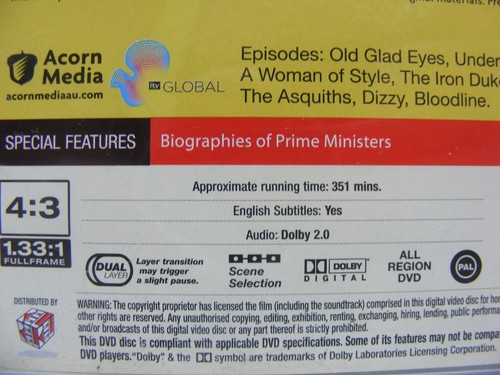 Acorn
Media
acornmediaau.com
itv GLOBAL
Episodes: Old Glad Eyes, Under
A Woman of Style, The Iron Duk
The Asquiths, Dizzy, Bloodline.
SPECIAL FEATURES
Biographies of Prime Ministers
Approximate running time: 351 mins.
4:3
English Subtitles: Yes
1.33:1
FULLFRAME
Audio: Dolby 2.0
DUAL
LAYER
Layer transition
may trigger
a slight pause.
Scene
Selection
DOLBY
DIGITAL
ALL
REGION
DVD
PAL
DISTRIBUTED BY
WARNING: The copyright proprietor has licensed the film (including the soundtrack) comprised in this digital video disc for hom
other rights are reserved. Any unauthorised copying, editing, exhibition, renting, exchanging, hiring, lending, public performa
and/or broadcasts of this digital video disc or any part thereof is strictly prohibited.
This DVD disc is compliant with applicable DVD specifications. Some of its features may not be compat
DVD players. "Dolby" & the DD symbol are trademarks of Dolby Laboratories Licensing Corporation.